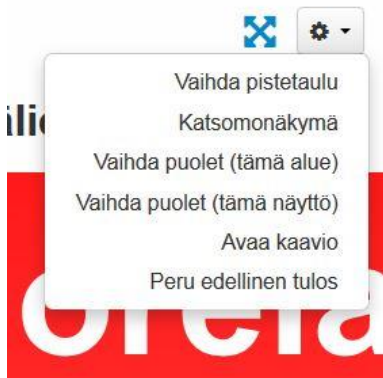 Vaihda pistetaulu
Katsomonäkymä
Vaihda puolet (tämä alue)
Vaihda puolet (tämä näyttö)
Avaa kaavio
Peru edellinen tulos